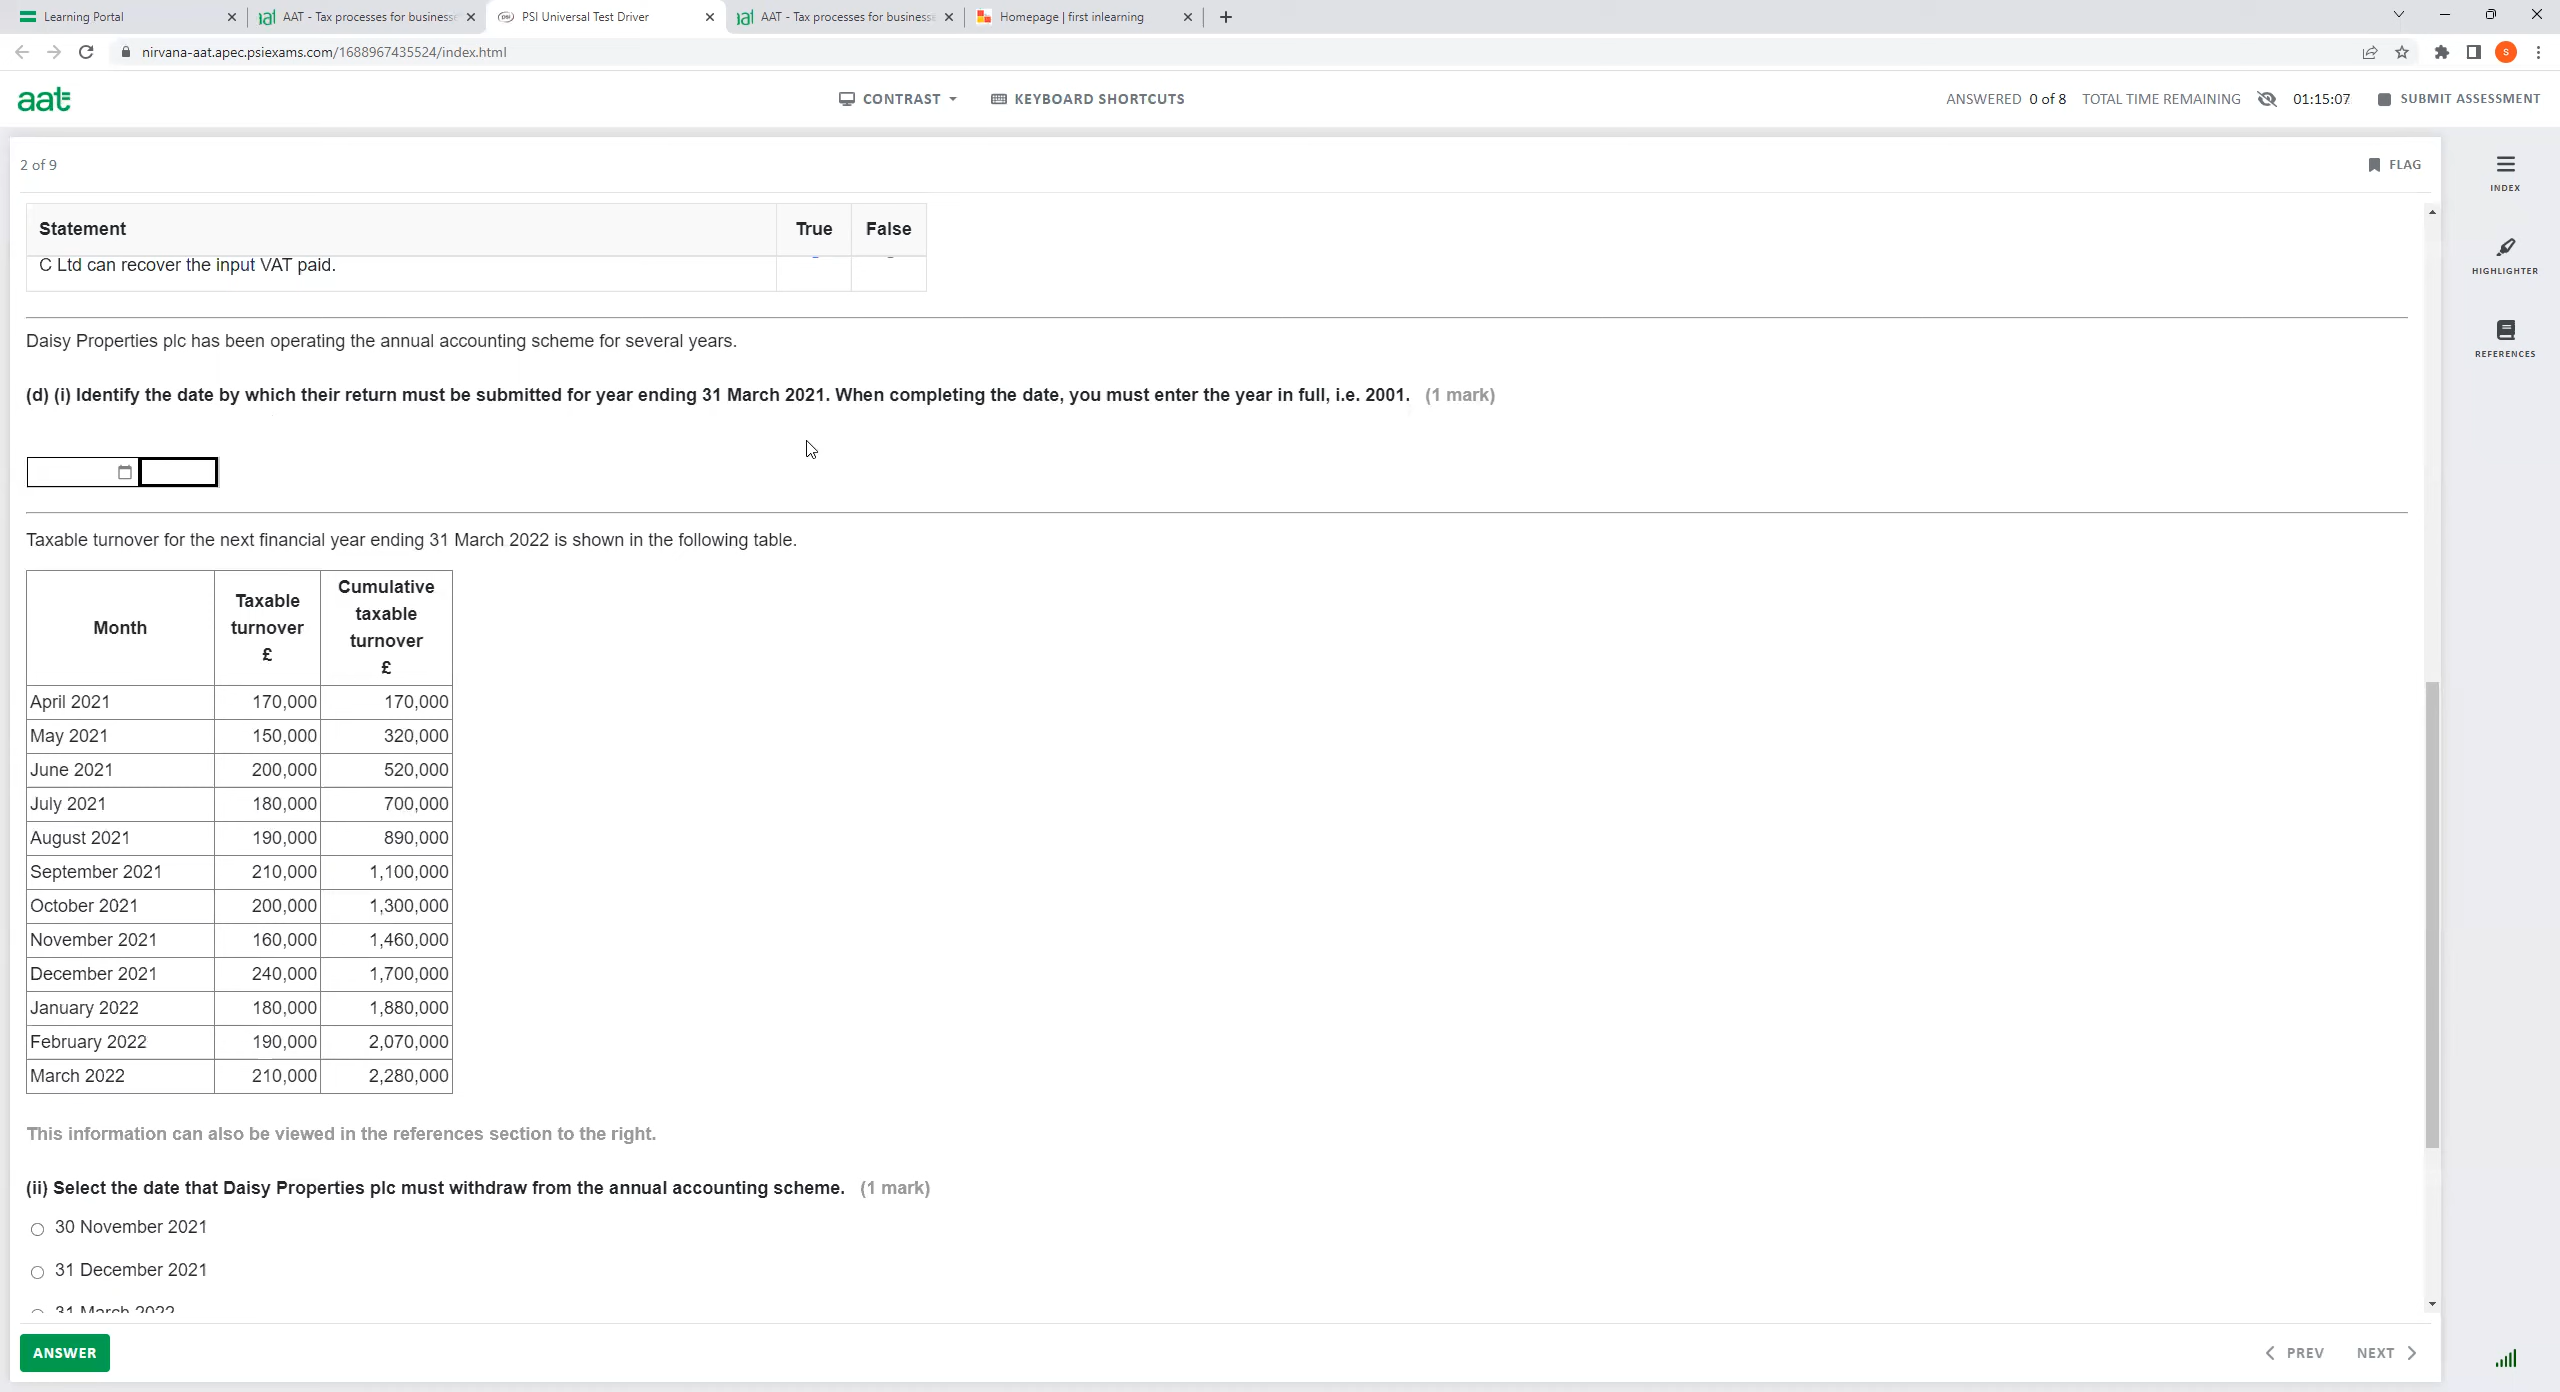 Learning Portal
AAT - Tax processes for business
PSI Universal Test Driver
AAT - Tax processes for business
Homepage | first inlearning
nirvana-aat.apec.psiexams.com/1688967435524/index.html
S
aat
CONTRAST
KEYBOARD SHORTCUTS
ANSWERED 0 of 8 TOTAL TIME REMAINING 01:15:07 SUBMIT ASSESSMENT
2 of 9
FLAG
INDEX
HIGHLIGHTER
REFERENCES
Statement True False
C Ltd can recover the input VAT paid.
Daisy Properties plc has been operating the annual accounting scheme for several years.
(d) (i) Identify the date by which their return must be submitted for year ending 31 March 2021. When completing the date, you must enter the year in full, i.e. 2001. (1 mark)
Taxable turnover for the next financial year ending 31 March 2022 is shown in the following table.
Month
Taxable
turnover
£
Cumulative
taxable
turnover
£
April 2021 170,000 170,000
May 2021 150,000 320,000
June 2021 200,000 520,000
July 2021 180,000 700,000
August 2021 190,000 890,000
September 2021 210,000 1,100,000
October 2021 200,000 1,300,000
November 2021 160,000 1,460,000
December 2021 240,000 1,700,000
January 2022 180,000 1,880,000
February 2022 190,000 2,070,000
March 2022 210,000 2,280,000
This information can also be viewed in the references section to the right.
(ii) Select the date that Daisy Properties plc must withdraw from the annual accounting scheme. (1 mark)
30 November 2021
31 December 2021
31 March 2022
ANSWER
PREV
NEXT